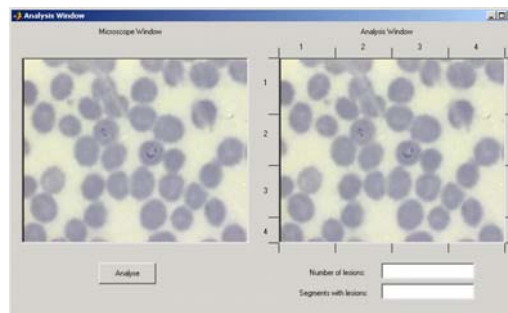 Analysis Window
Microscope Window
Analysis Window
1 2 3 4
1
2
3
4
Analyse
Number of lesions:
Segments with lesions: